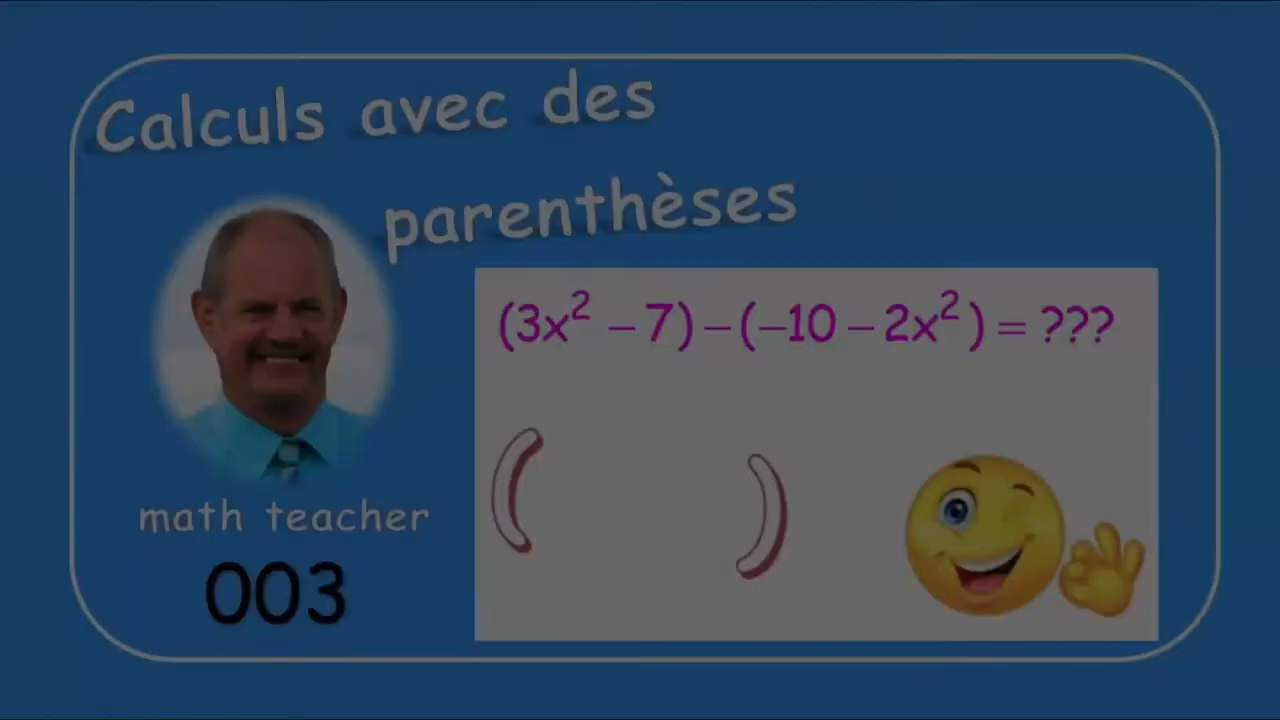 Calculs avec des
parenthèses
(3x² – 7) – (–10 – 2x²) = ???
( )
math teacher
003